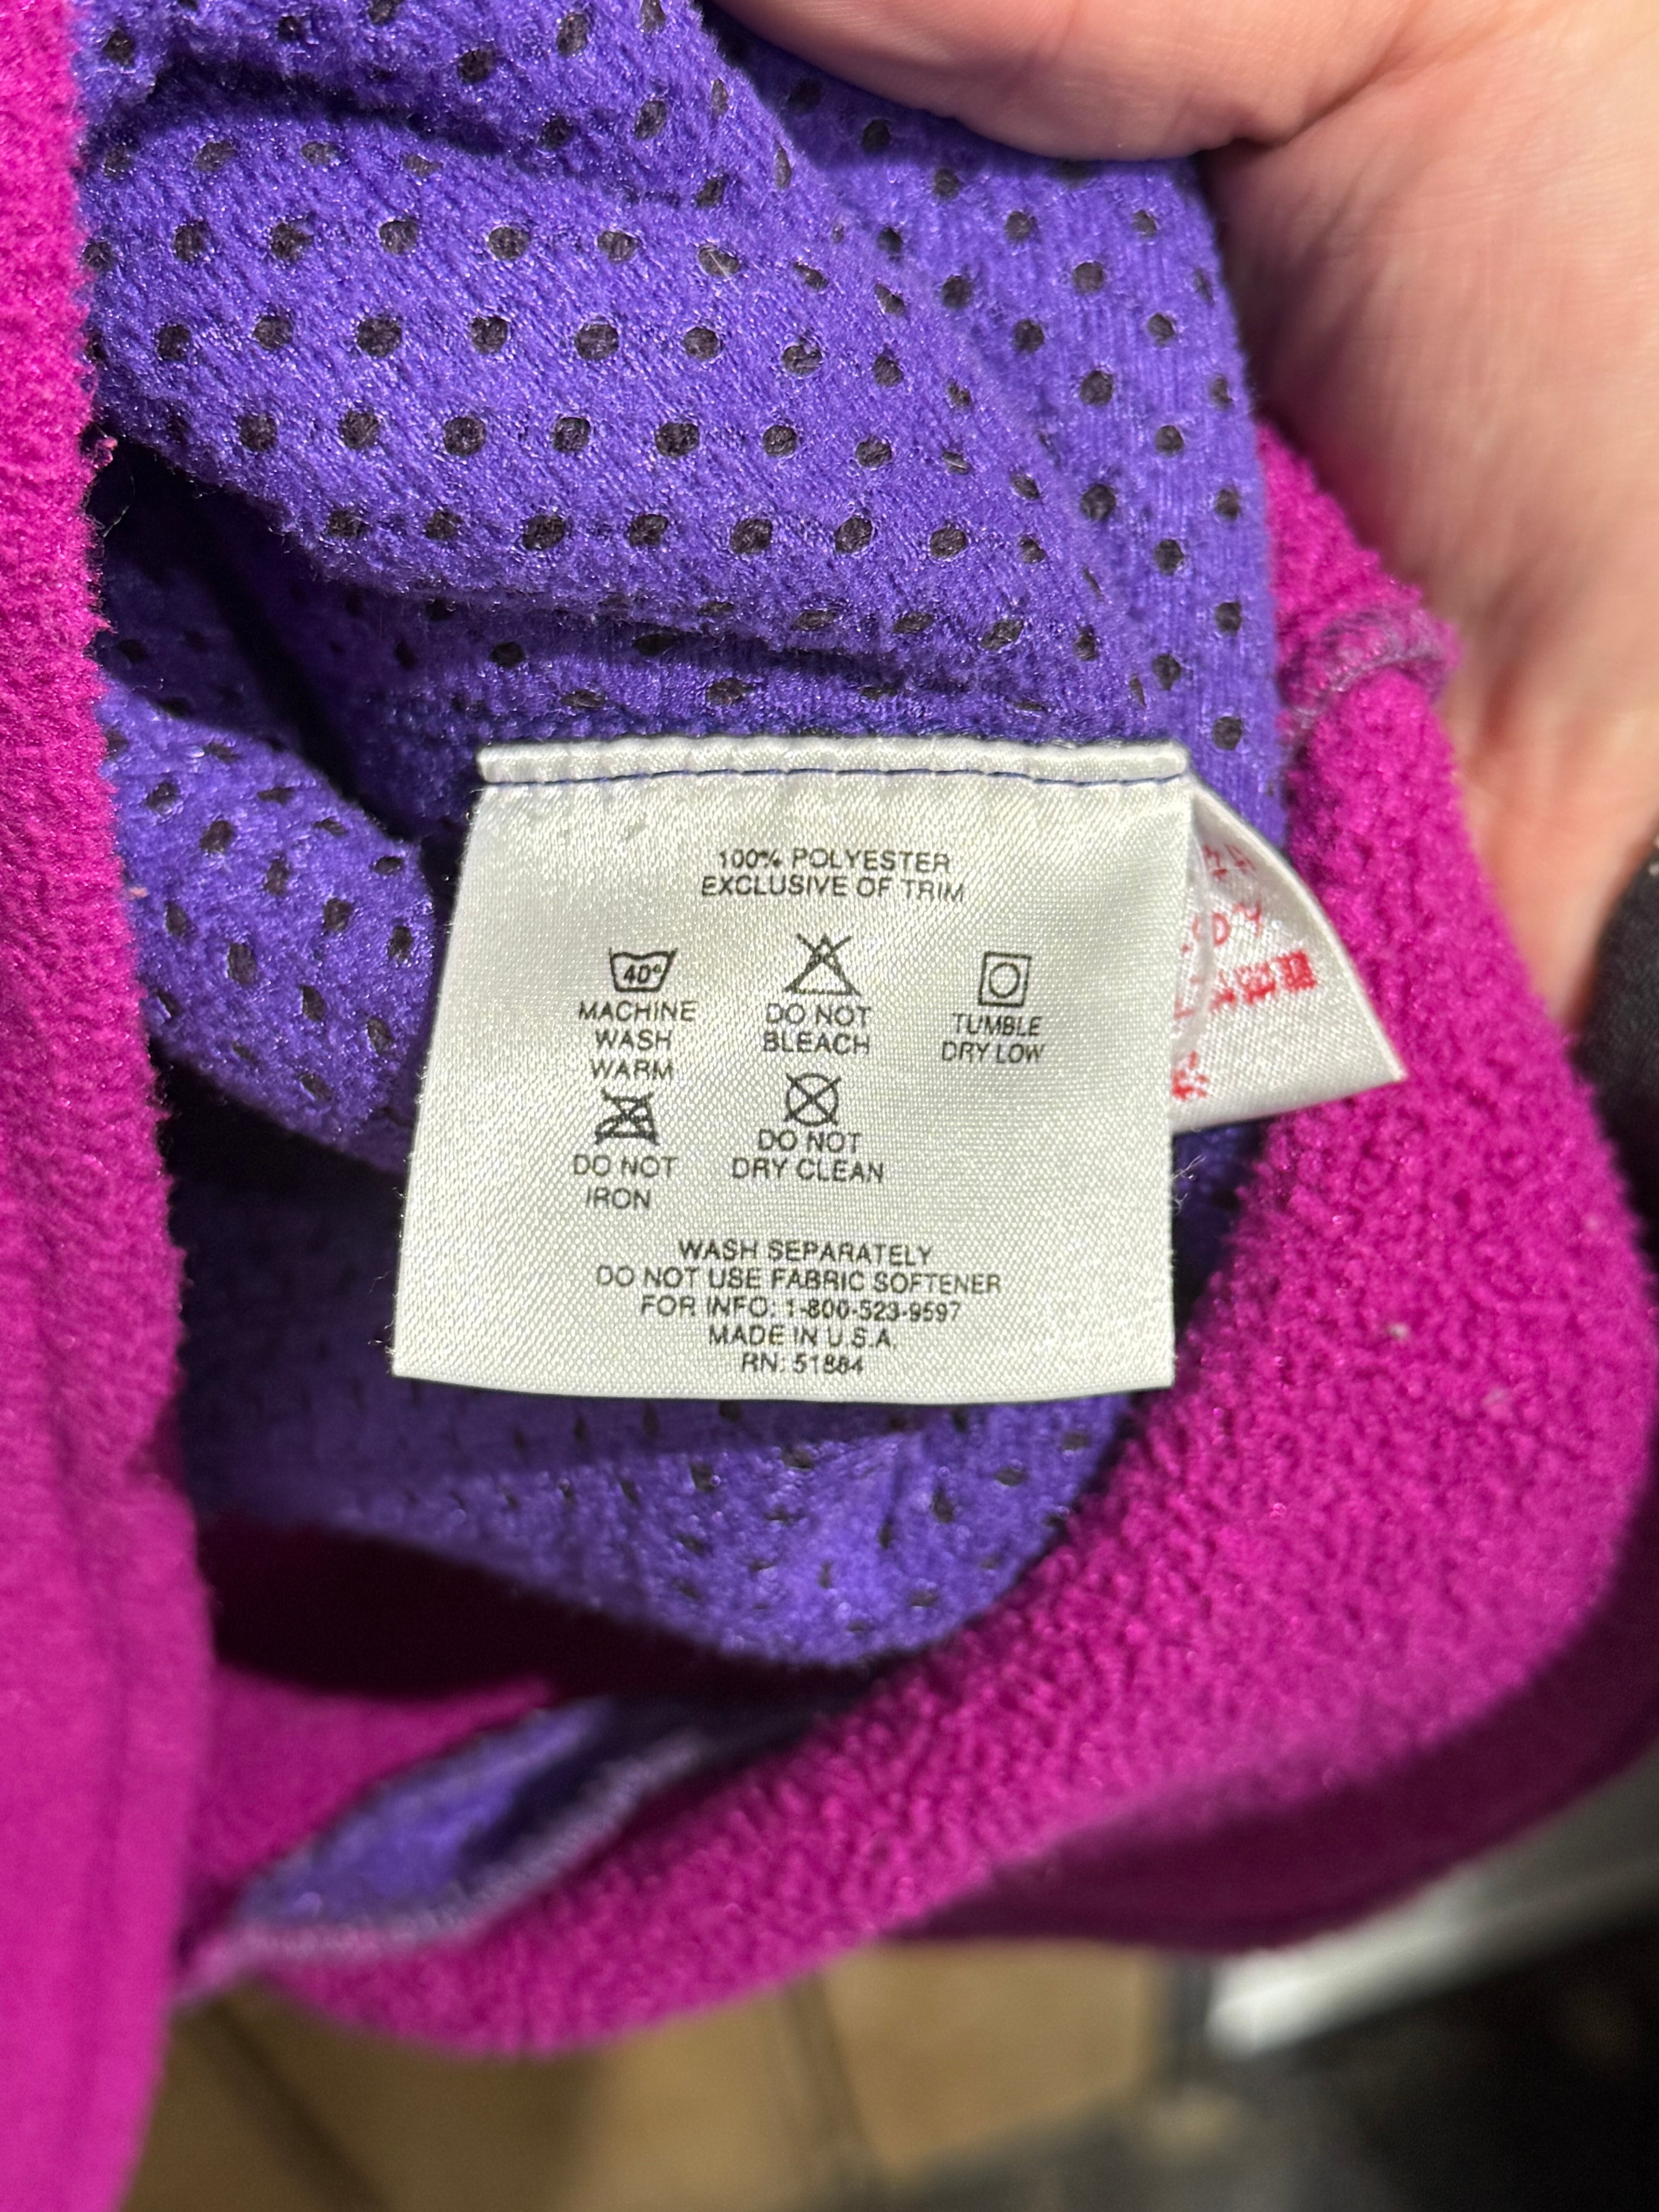 100% POLYESTER
EXCLUSIVE OF TRIM
40°
MACHINE
WASH
WARM
DO NOT
BLEACH
TUMBLE
DRY LOW
DO NOT
IRON
DO NOT
DRY CLEAN
WASH SEPARATELY
DO NOT USE FABRIC SOFTENER
FOR INFO: 1-800-523-9597
MADE IN U.S.A.
RN: 51884